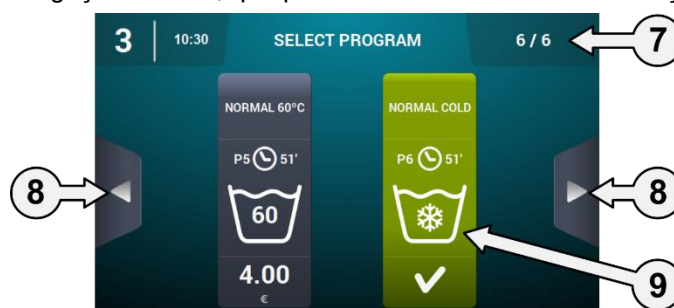 3 10:30 SELECT PROGRAM 6 / 6 7
NORMAL 60ºC NORMAL COLD
P5 51' P6 51'
8 8
60
4.00 9
€